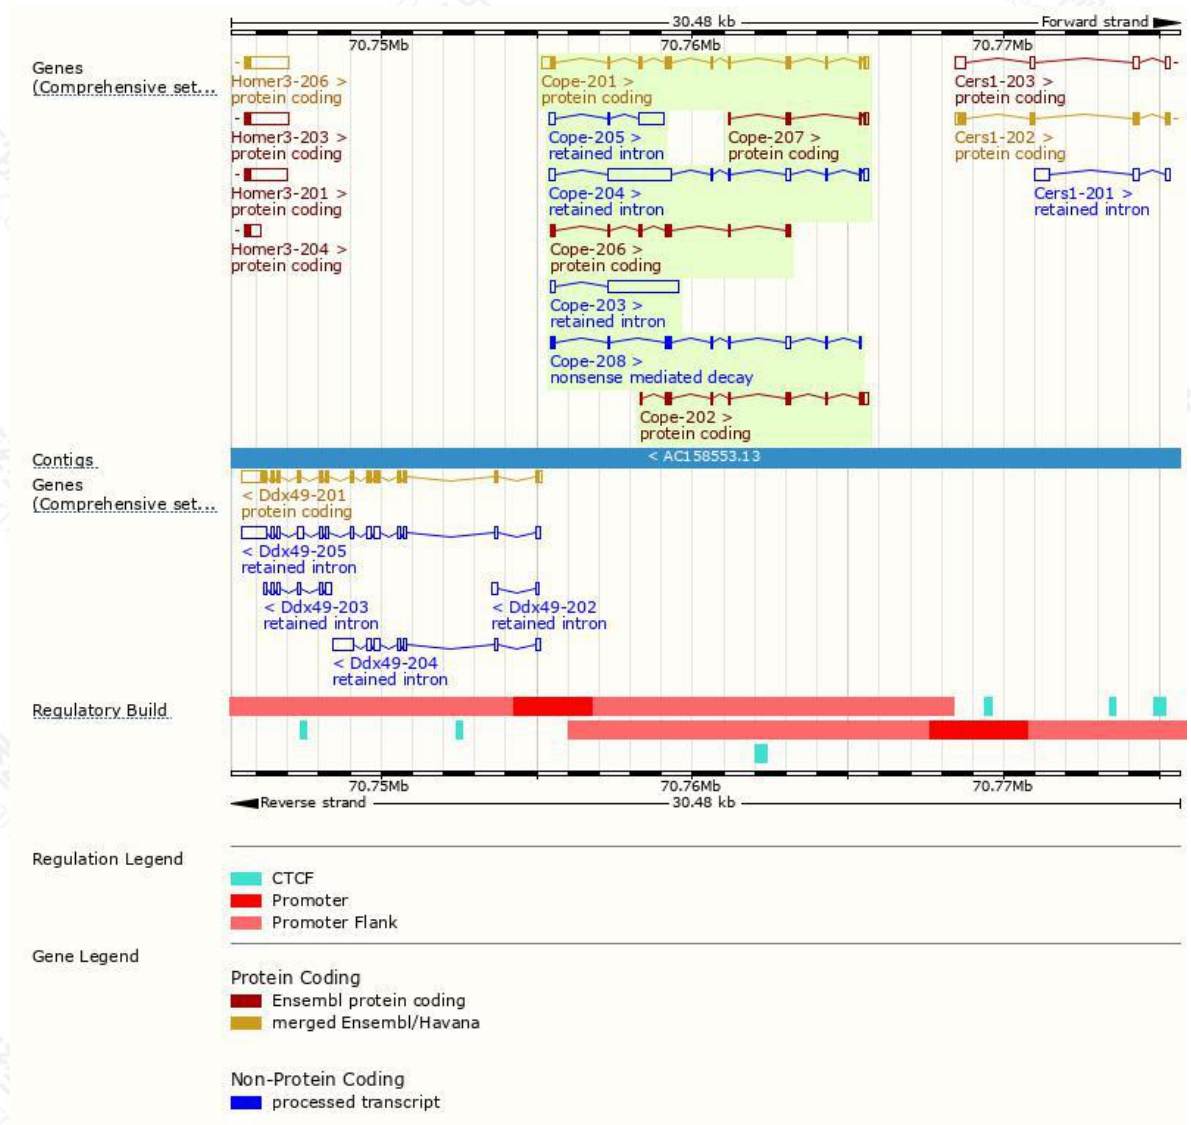 30.48 kb
Forward strand
70.75Mb 70.76Mb 70.77Mb
Genes
(Comprehensive set...
Homer3-206 >
protein coding
Cope-201 >
protein coding
Cers1-203 >
protein coding
Homer3-203 >
protein coding
Cope-205 >
retained intron
Cope-207 >
protein coding
Cers1-202 >
protein coding
Homer3-201 >
protein coding
Cope-204 >
retained intron
Cers1-201 >
retained intron
Homer3-204 >
protein coding
Cope-206 >
protein coding
Cope-203 >
retained intron
Cope-208 >
nonsense mediated decay
Cope-202 >
protein coding
Contigs
< AC158553.13
Genes
(Comprehensive set...
< Ddx49-201
protein coding
< Ddx49-205
retained intron
< Ddx49-203
retained intron
< Ddx49-202
retained intron
< Ddx49-204
retained intron
Regulatory Build
70.75Mb 70.76Mb 70.77Mb
Reverse strand
30.48 kb
Regulation Legend
CTCF
Promoter
Promoter Flank
Gene Legend
Protein Coding
Ensembl protein coding
merged Ensembl/Havana
Non-Protein Coding
processed transcript